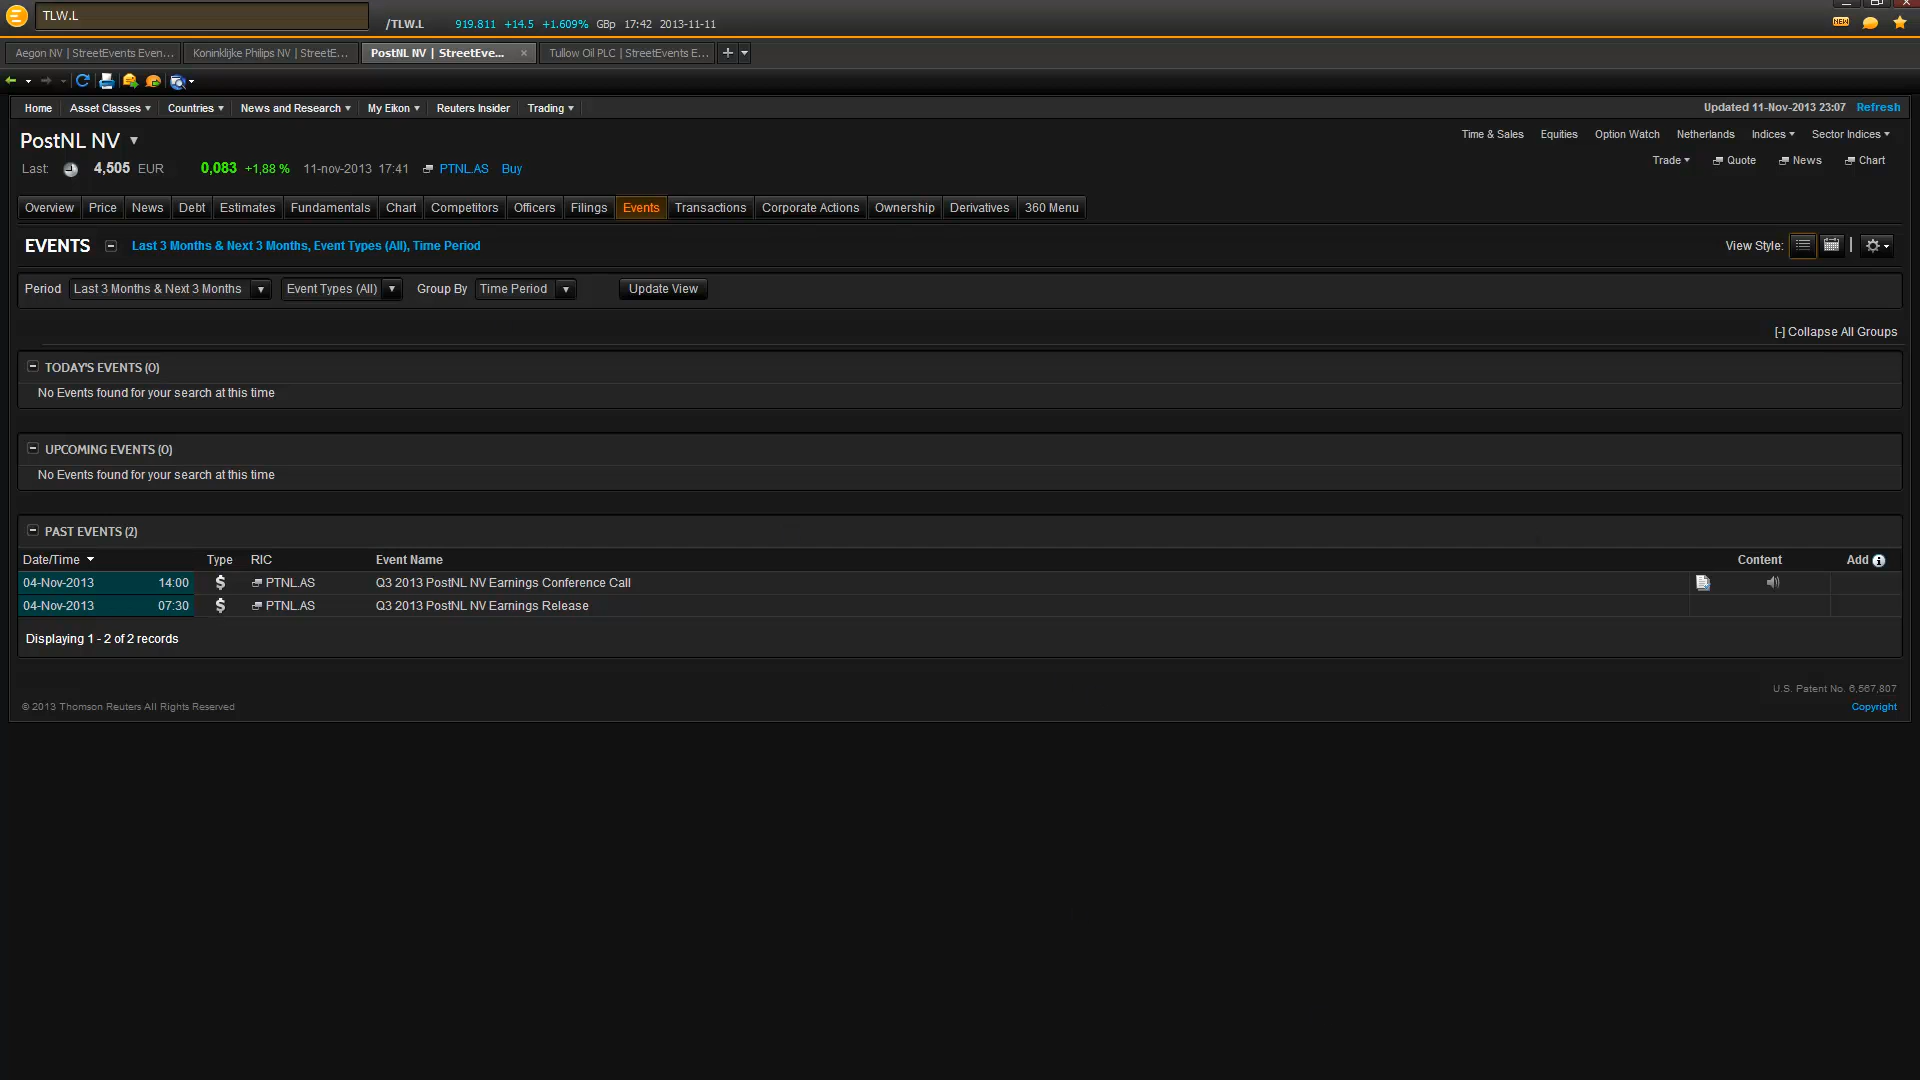 TLW.L
/TLW.L 919.811 +14.5 +1.609% GBp 17:42 2013-11-11 NEW
Aegon NV | StreetEvents Even... Koninklijke Philips NV | StreetE... PostNL NV | StreetEve... Tullow Oil PLC | StreetEvents E...
Home Asset Classes Countries News and Research My Eikon Reuters Insider Trading Updated 11-Nov-2013 23:07 Refresh
PostNL NV Time & Sales Equities Option Watch Netherlands Indices Sector Indices
Last: 4,505 EUR 0,083 +1,88 % 11-nov-2013 17:41 PTNL.AS Buy Trade Quote News Chart
Overview Price News Debt Estimates Fundamentals Chart Competitors Officers Filings Events Transactions Corporate Actions Ownership Derivatives 360 Menu
EVENTS Last 3 Months & Next 3 Months, Event Types (All), Time Period View Style:
Period Last 3 Months & Next 3 Months Event Types (All) Group By Time Period Update View
[-] Collapse All Groups
TODAY'S EVENTS (0)
No Events found for your search at this time
UPCOMING EVENTS (0)
No Events found for your search at this time
PAST EVENTS (2)
Date/Time Type RIC Event Name Content Add
04-Nov-2013 14:00 $ PTNL.AS Q3 2013 PostNL NV Earnings Conference Call
04-Nov-2013 07:30 $ PTNL.AS Q3 2013 PostNL NV Earnings Release
Displaying 1 - 2 of 2 records
U.S. Patent No. 6,567,807
© 2013 Thomson Reuters All Rights Reserved Copyright